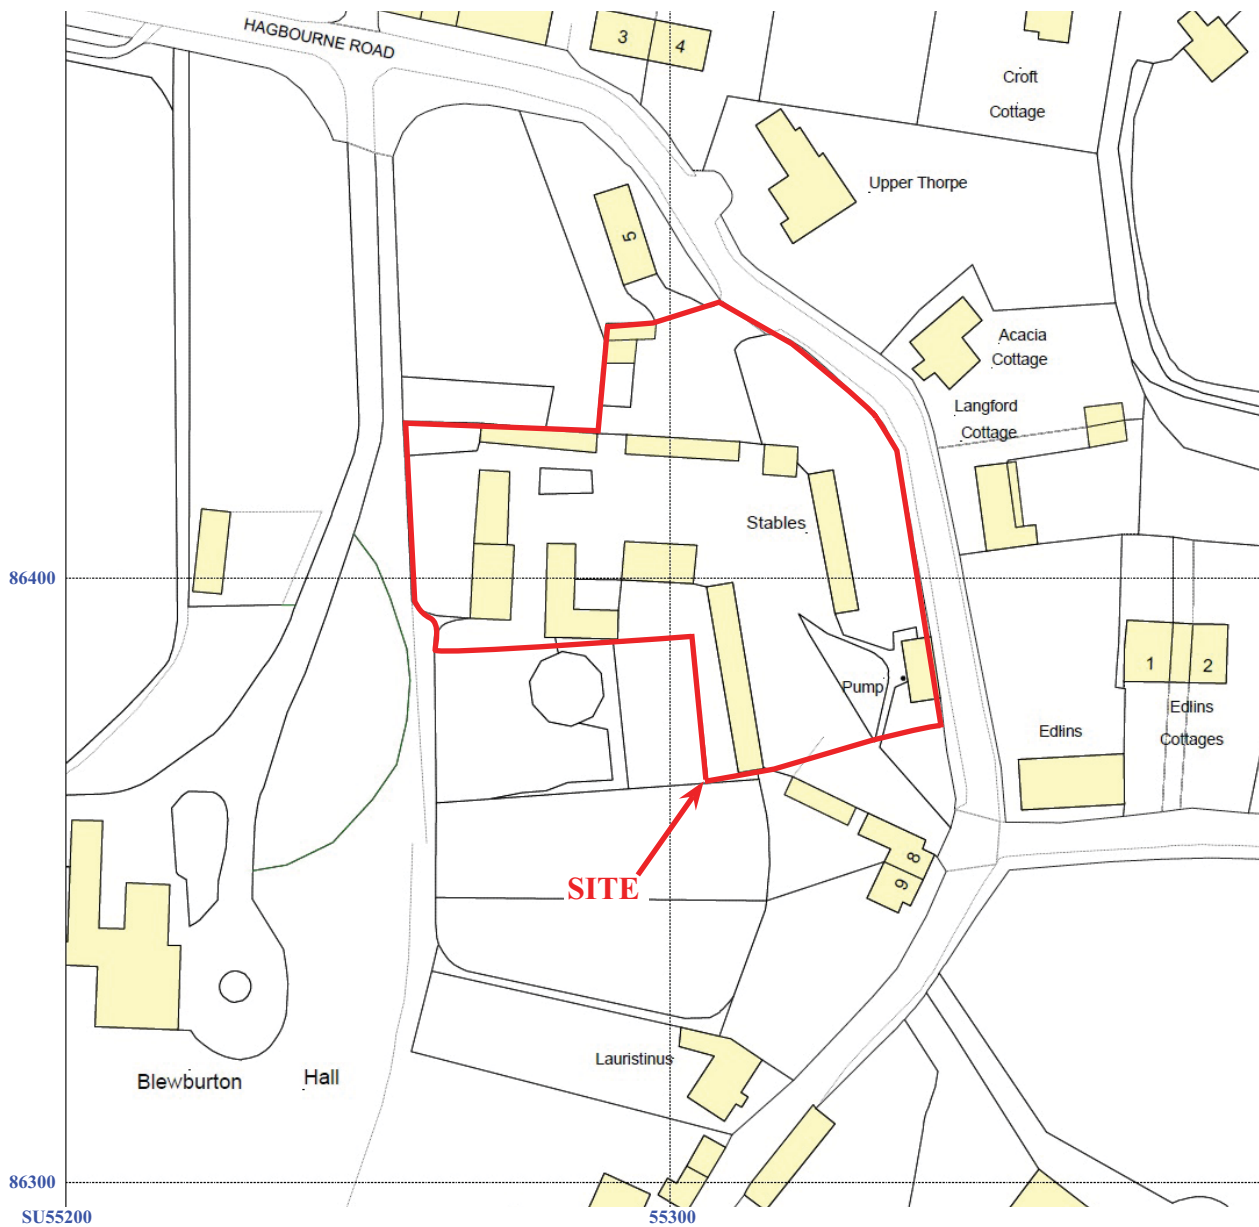 HAGBOURNE ROAD
3
4
Croft
Cottage
Upper Thorpe
5
Acacia
Cottage
Langford
Cottage
Stables
86400
1
2
Pump
Edlins
Cottages
Edlins
8
9
SITE
Lauristinus
Blewburton Hall
86300
SU55200
55300